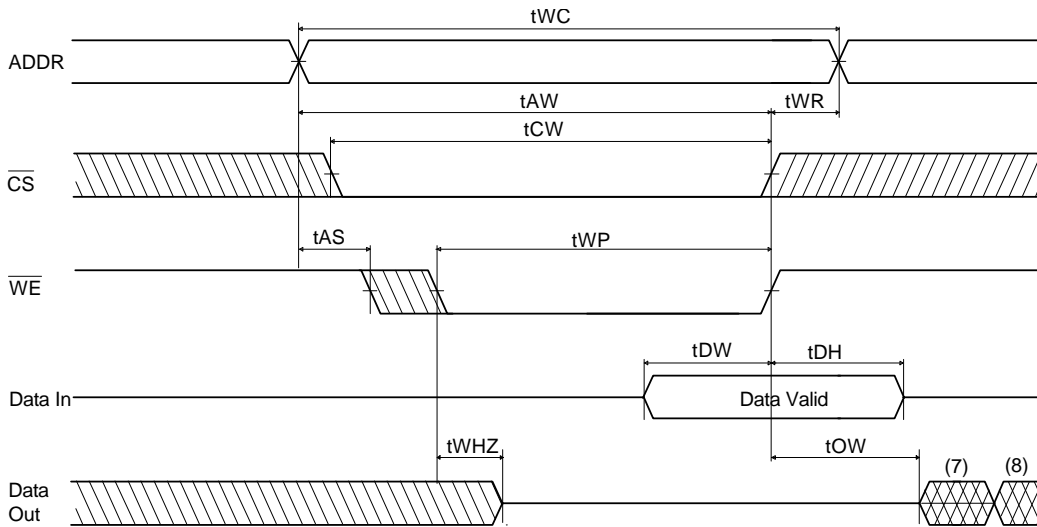 tWC
ADDR
tAW
tWR
tCW
CS
tAS
tWP
WE
tDW
tDH
Data In
Data Valid
tWHZ
tOW
(7)
(8)
Data
Out